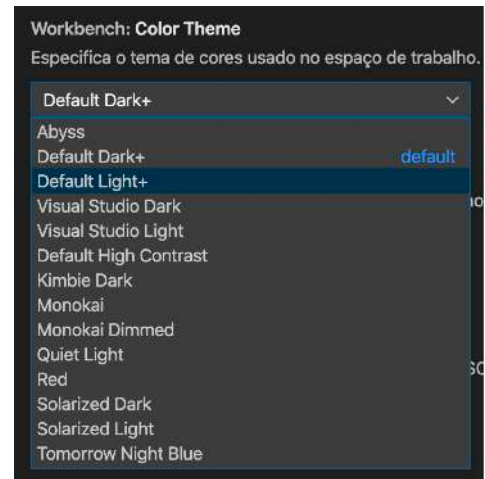 Workbench: Color Theme
Especifica o tema de cores usado no espaço de trabalho.
Default Dark+
Abyss
Default Dark+ default
Default Light+
Visual Studio Dark
Visual Studio Light
Default High Contrast
Kimbie Dark
Monokai
Monokai Dimmed
Quiet Light
Red
Solarized Dark
Solarized Light
Tomorrow Night Blue